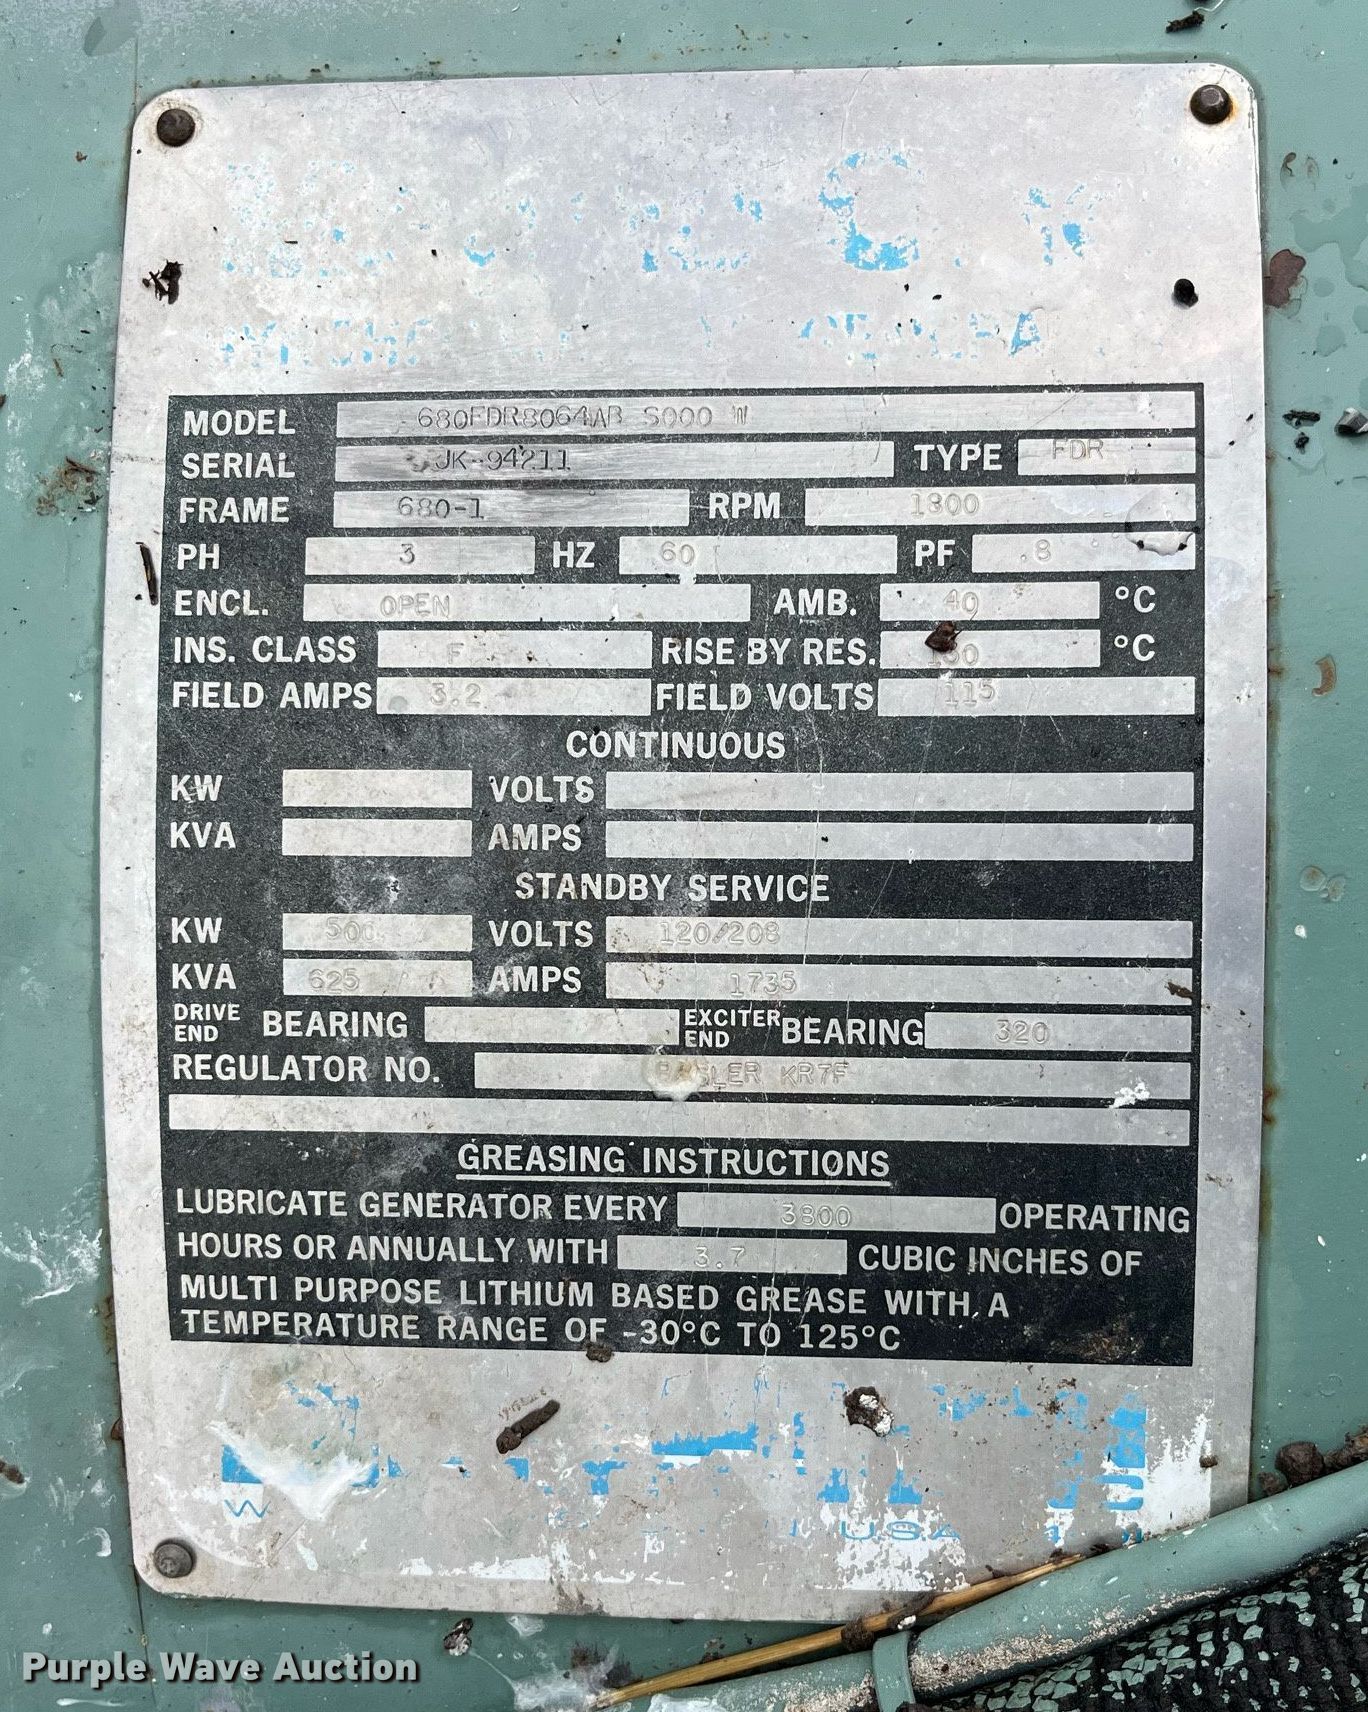 MODEL 680FDR8064AB S000 W
SERIAL JK-94211 TYPE FDR
FRAME 680-1 RPM 1800
PH 3 HZ 60 PF .8
ENCL. OPEN AMB. 40 °C
INS. CLASS F RISE BY RES. °C
FIELD AMPS 3.2 FIELD VOLTS 115
CONTINUOUS
KW VOLTS
KVA AMPS
STANDBY SERVICE
KW 500 VOLTS 120/208
KVA 625 AMPS 1735
DRIVE END BEARING EXCITER END BEARING 320
REGULATOR NO. BASLER KR7F
GREASING INSTRUCTIONS
LUBRICATE GENERATOR EVERY 3800 OPERATING
HOURS OR ANNUALLY WITH 3.7 CUBIC INCHES OF
MULTI PURPOSE LITHIUM BASED GREASE WITH A
TEMPERATURE RANGE OF -30°C TO 125°C
USA
Purple Wave Auction